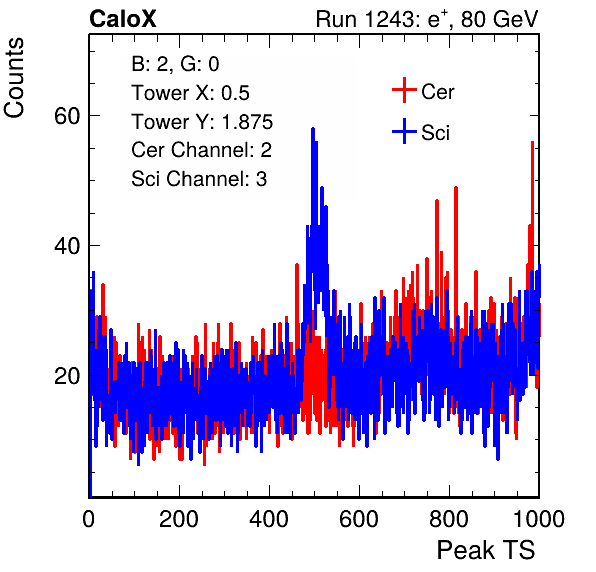 CaloX
Run 1243: e⁺, 80 GeV
Counts
B: 2, G: 0
Tower X: 0.5
Tower Y: 1.875
Cer Channel: 2
Sci Channel: 3
Cer
Sci
60
40
20
0 200 400 600 800 1000
Peak TS